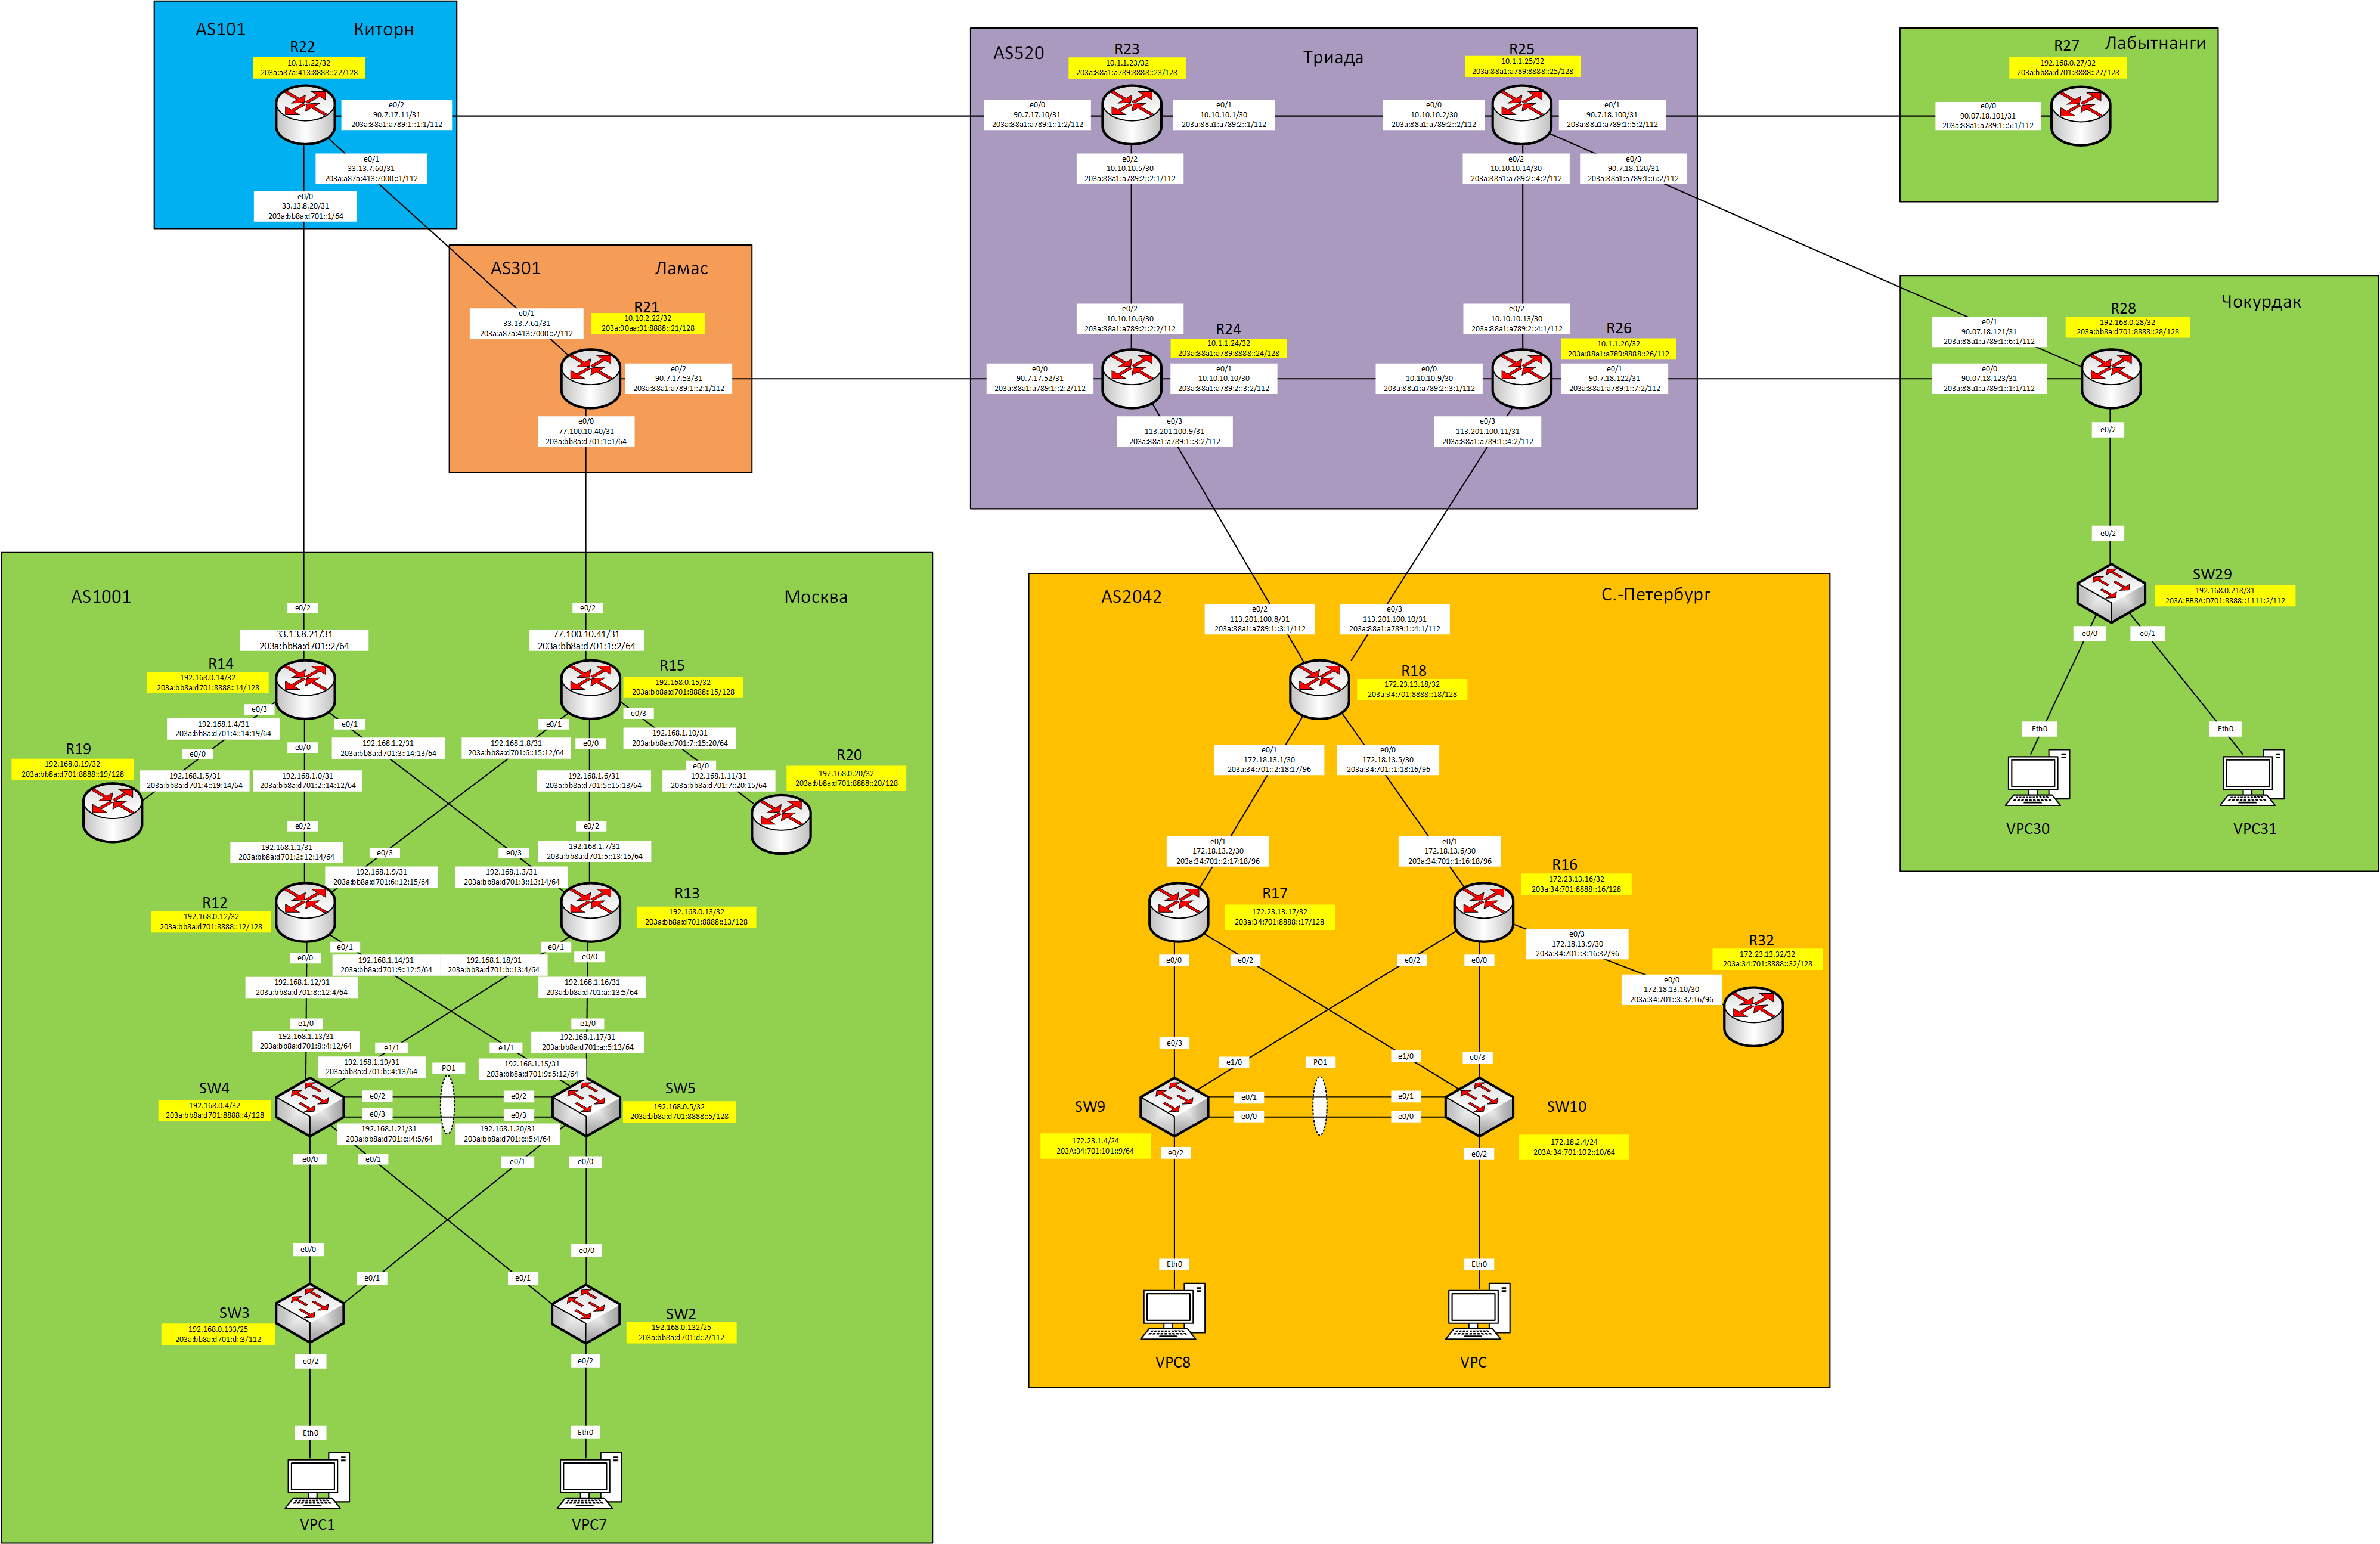 AS101
Киторн
R22
10.1.1.22/32
203a:a87a:413:8888::22/128
e0/2
90.7.17.11/31
203a:88a1:a789:1::1:1/112
e0/1
33.13.7.60/31
203a:a87a:413:7000::1/112
e0/0
33.13.8.20/31
203a:bb8a:d701::1/64
AS301
Ламас
R21
10.10.2.22/32
203a:90aa:91:8888::21/128
e0/1
33.13.7.61/31
203a:a87a:413:7000::2/112
e0/2
90.7.17.53/31
203a:88a1:a789:1::2:1/112
e0/0
77.100.10.40/31
203a:bb8a:d701:1::1/64
AS520
Триада
R23
10.1.1.23/32
203a:88a1:a789:8888::23/128
e0/0
90.7.17.10/31
203a:88a1:a789:1::1:2/112
e0/1
10.10.10.1/30
203a:88a1:a789:2::1/112
e0/2
10.10.10.5/30
203a:88a1:a789:2::2:1/112
R25
10.1.1.25/32
203a:88a1:a789:8888::25/128
e0/0
10.10.10.2/30
203a:88a1:a789:2::2/112
e0/1
90.7.18.100/31
203a:88a1:a789:1::5:2/112
e0/2
10.10.10.14/30
203a:88a1:a789:2::4:2/112
e0/3
90.7.18.120/31
203a:88a1:a789:1::6:2/112
e0/2
10.10.10.6/30
203a:88a1:a789:2::2:2/112
R24
10.1.1.24/32
203a:88a1:a789:8888::24/128
e0/0
90.7.17.52/31
203a:88a1:a789:1::2:2/112
e0/1
10.10.10.10/30
203a:88a1:a789:2::3:2/112
e0/3
113.201.100.9/31
203a:88a1:a789:1::3:2/112
e0/2
10.10.10.13/30
203a:88a1:a789:2::4:1/112
R26
10.1.1.26/32
203a:88a1:a789:8888::26/112
e0/0
10.10.10.9/30
203a:88a1:a789:2::3:1/112
e0/1
90.7.18.122/31
203a:88a1:a789:1::7:2/112
e0/3
113.201.100.11/31
203a:88a1:a789:1::4:2/112
R27
Лабытнанги
192.168.0.27/32
203a:bb8a:d701:8888::27/128
e0/0
90.07.18.101/31
203a:88a1:a789:1::5:1/112
Чокурдак
R28
192.168.0.28/32
203a:bb8a:d701:8888::28/128
e0/1
90.07.18.121/31
203a:88a1:a789:1::6:1/112
e0/0
90.07.18.123/31
203a:88a1:a789:1::1:1/112
e0/2
e0/2
SW29
192.168.0.218/31
203A:BB8A:D701:8888::1111:2/112
e0/0
e0/1
Eth0
Eth0
VPC30
VPC31
AS1001
Москва
e0/2
33.13.8.21/31
203a:bb8a:d701::2/64
e0/2
77.100.10.41/31
203a:bb8a:d701:1::2/64
R14
192.168.0.14/32
203a:bb8a:d701:8888::14/128
R15
192.168.0.15/32
203a:bb8a:d701:8888::15/128
e0/3
192.168.1.4/31
203a:bb8a:d701:4::14:19/64
e0/1
192.168.1.2/31
203a:bb8a:d701:3::14:13/64
e0/0
192.168.1.0/31
203a:bb8a:d701:2::14:12/64
e0/1
192.168.1.8/31
203a:bb8a:d701:6::15:12/64
e0/0
192.168.1.6/31
203a:bb8a:d701:5::15:13/64
e0/3
192.168.1.10/31
203a:bb8a:d701:7::15:20/64
R19
192.168.0.19/32
203a:bb8a:d701:8888::19/128
e0/0
192.168.1.5/31
203a:bb8a:d701:4::19:14/64
R20
192.168.0.20/32
203a:bb8a:d701:8888::20/128
e0/0
192.168.1.11/31
203a:bb8a:d701:7::20:15/64
e0/2
192.168.1.1/31
203a:bb8a:d701:2::12:14/64
e0/3
192.168.1.9/31
203a:bb8a:d701:6::12:15/64
e0/3
192.168.1.3/31
203a:bb8a:d701:3::13:14/64
e0/2
192.168.1.7/31
203a:bb8a:d701:5::13:15/64
R12
192.168.0.12/32
203a:bb8a:d701:8888::12/128
R13
192.168.0.13/32
203a:bb8a:d701:8888::13/128
e0/0
192.168.1.12/31
203a:bb8a:d701:8::12:4/64
e0/1
192.168.1.14/31
203a:bb8a:d701:9::12:5/64
e0/1
192.168.1.18/31
203a:bb8a:d701:b::13:4/64
e0/0
192.168.1.16/31
203a:bb8a:d701:a::13:5/64
e1/0
192.168.1.13/31
203a:bb8a:d701:8::4:12/64
e1/1
192.168.1.19/31
203a:bb8a:d701:b::4:13/64
e1/1
192.168.1.15/31
203a:bb8a:d701:9::5:12/64
e1/0
192.168.1.17/31
203a:bb8a:d701:a::5:13/64
PO1
SW4
192.168.0.4/32
203a:bb8a:d701:8888::4/128
SW5
192.168.0.5/32
203a:bb8a:d701:8888::5/128
e0/2
e0/2
e0/3
e0/3
192.168.1.21/31
203a:bb8a:d701:c::4:5/64
192.168.1.20/31
203a:bb8a:d701:c::5:4/64
e0/0
e0/1
e0/1
e0/0
e0/0
e0/1
e0/1
e0/0
SW3
192.168.0.133/25
203a:bb8a:d701:d::3/112
SW2
192.168.0.132/25
203a:bb8a:d701:d::2/112
e0/2
e0/2
Eth0
Eth0
VPC1
VPC7
AS2042
С.-Петербург
e0/2
113.201.100.8/31
203a:88a1:a789:1::3:1/112
e0/3
113.201.100.10/31
203a:88a1:a789:1::4:1/112
R18
172.23.13.18/32
203a:34:701:8888::18/128
e0/1
172.18.13.1/30
203a:34:701::2:18:17/96
e0/0
172.18.13.5/30
203a:34:701::1:18:16/96
e0/1
172.18.13.2/30
203a:34:701::2:17:18/96
e0/1
172.18.13.6/30
203a:34:701::1:16:18/96
R17
172.23.13.17/32
203a:34:701:8888::17/128
R16
172.23.13.16/32
203a:34:701:8888::16/128
e0/3
172.18.13.9/30
203a:34:701::3:16:32/96
R32
172.23.13.32/32
203a:34:701:8888::32/128
e0/0
172.18.13.10/30
203a:34:701::3:32:16/96
e0/0
e0/2
e0/2
e0/0
e0/3
e1/0
PO1
e1/0
e0/3
SW9
172.23.1.4/24
203A:34:701:101::9/64
SW10
172.18.2.4/24
203A:34:701:102::10/64
e0/1
e0/1
e0/0
e0/0
e0/2
e0/2
Eth0
Eth0
VPC8
VPC